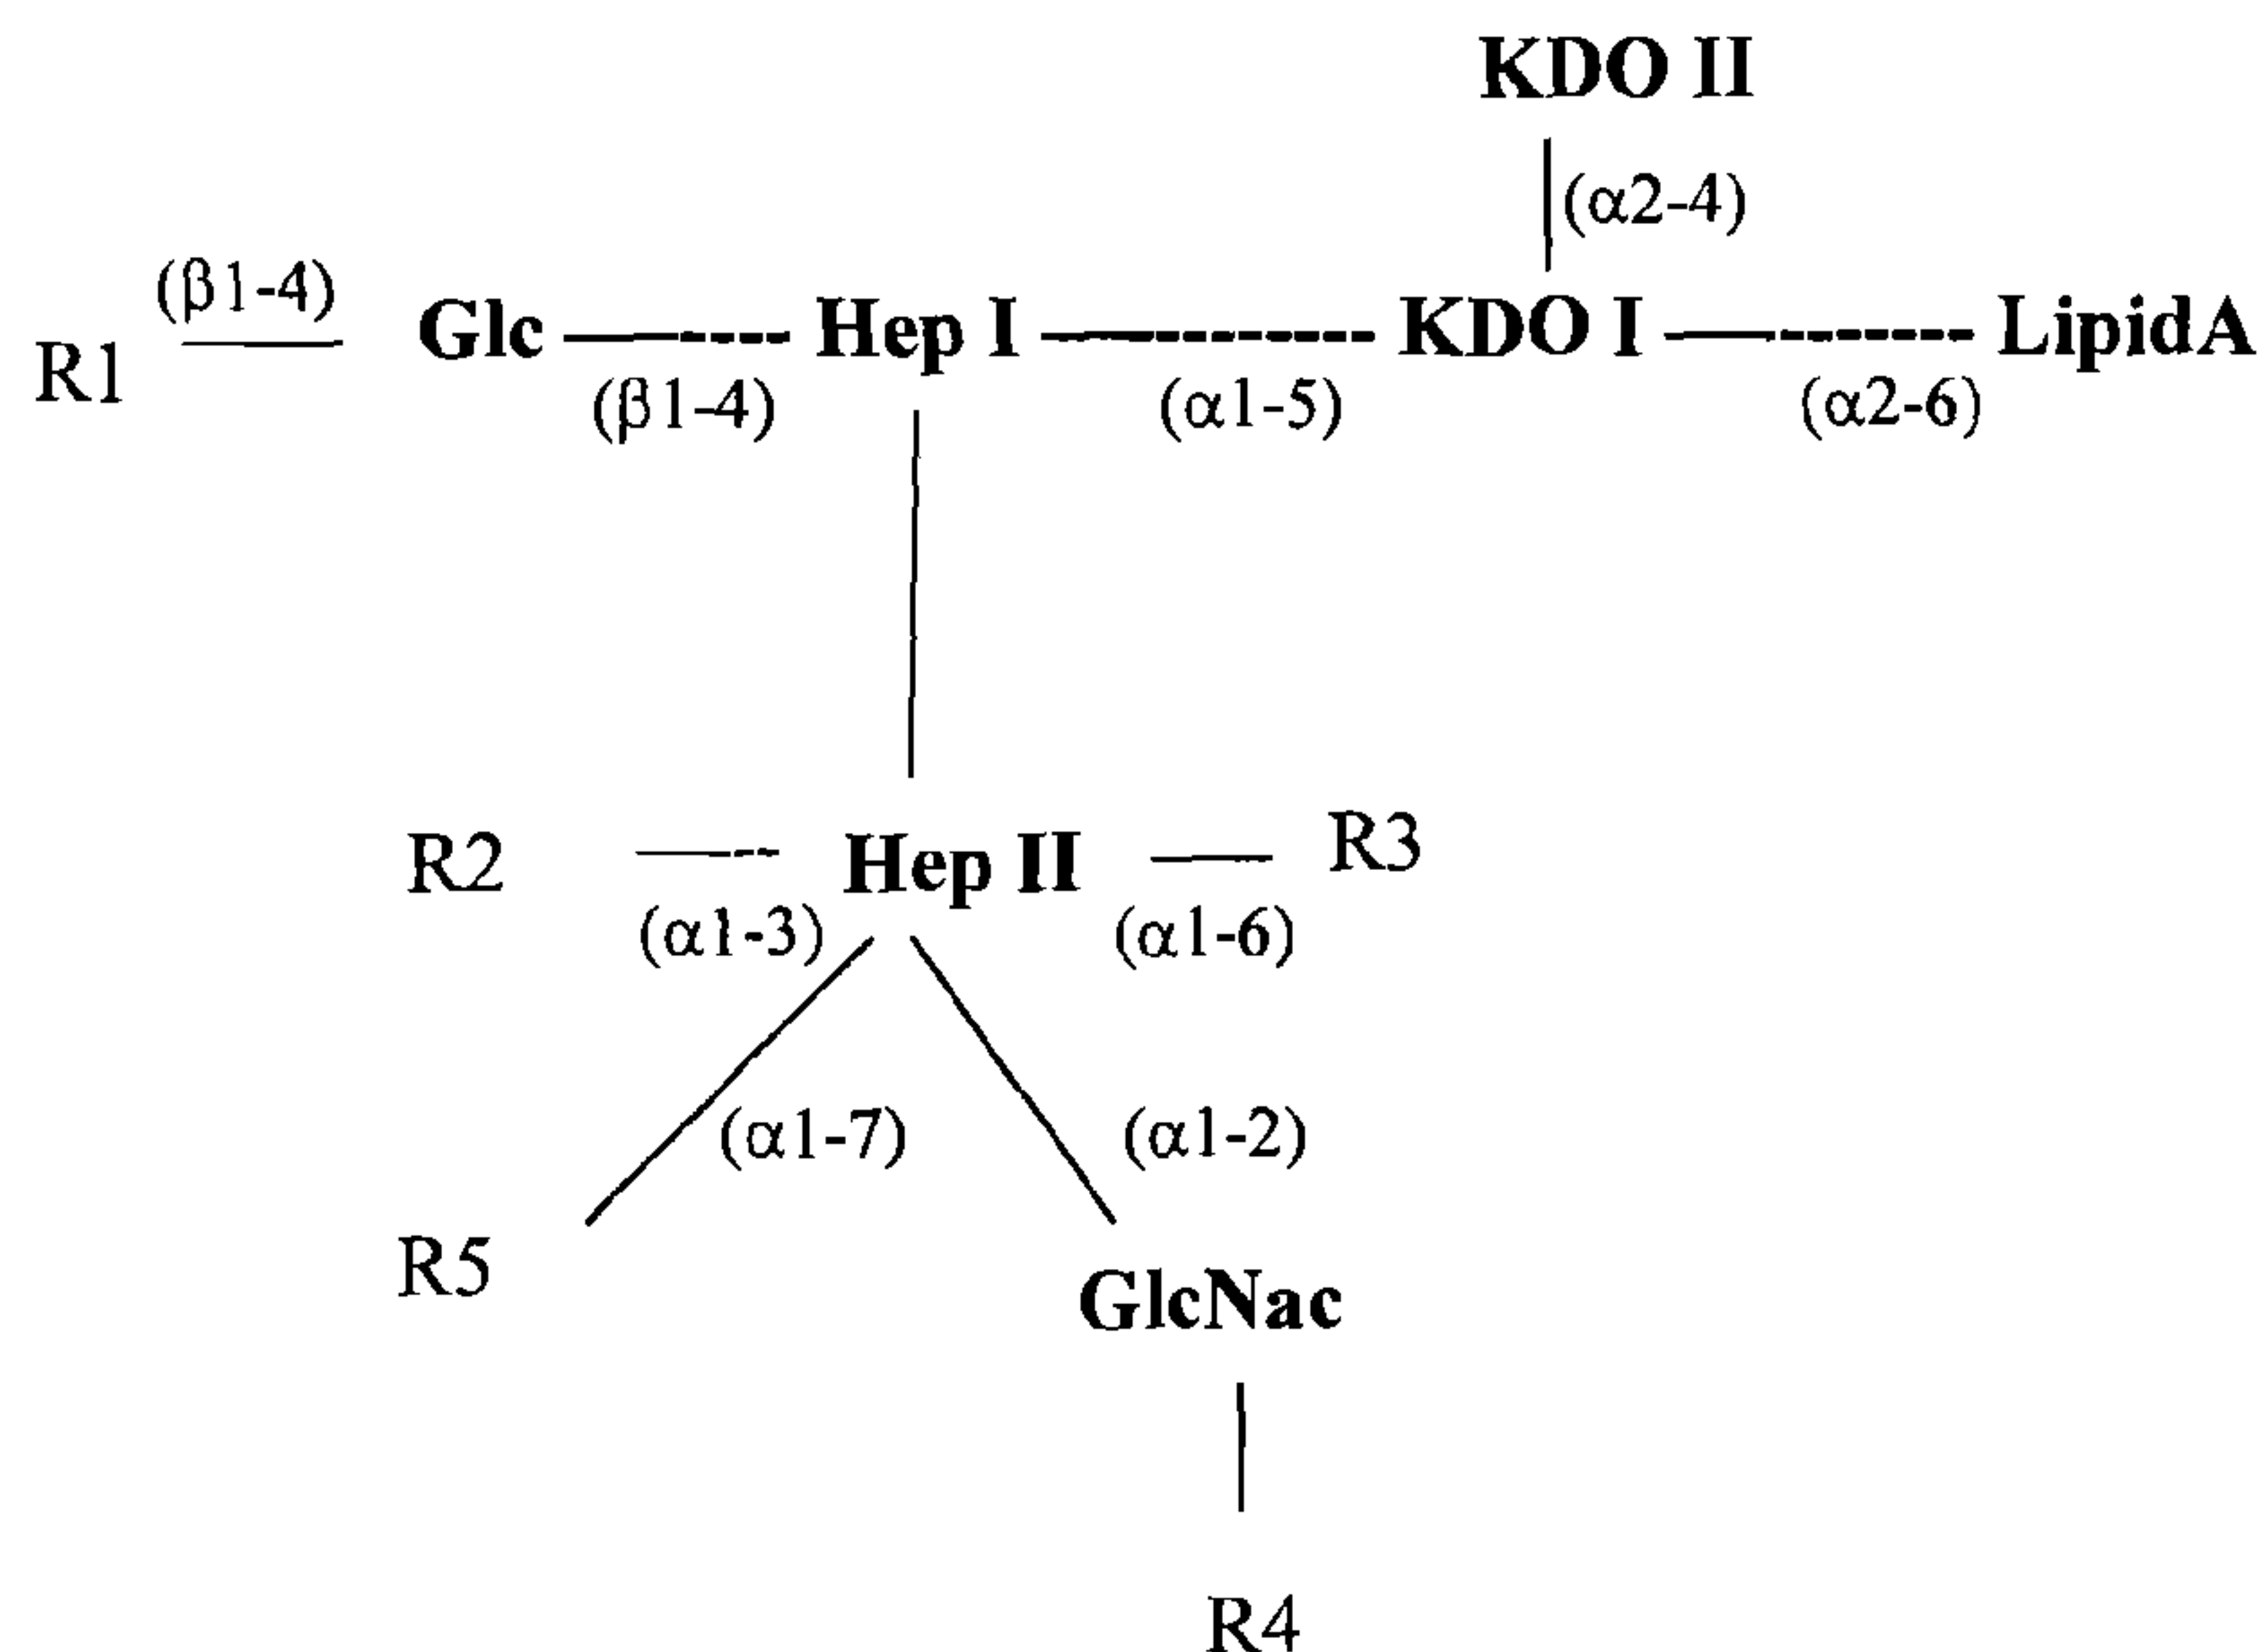 KDO II
(α2-4)
(β1-4)
R1 Glc Hep I KDO I LipidA
(β1-4) (α1-5) (α2-6)
R2 Hep II R3
(α1-3) (α1-6)
(α1-7) (α1-2)
R5 GlcNac
R4